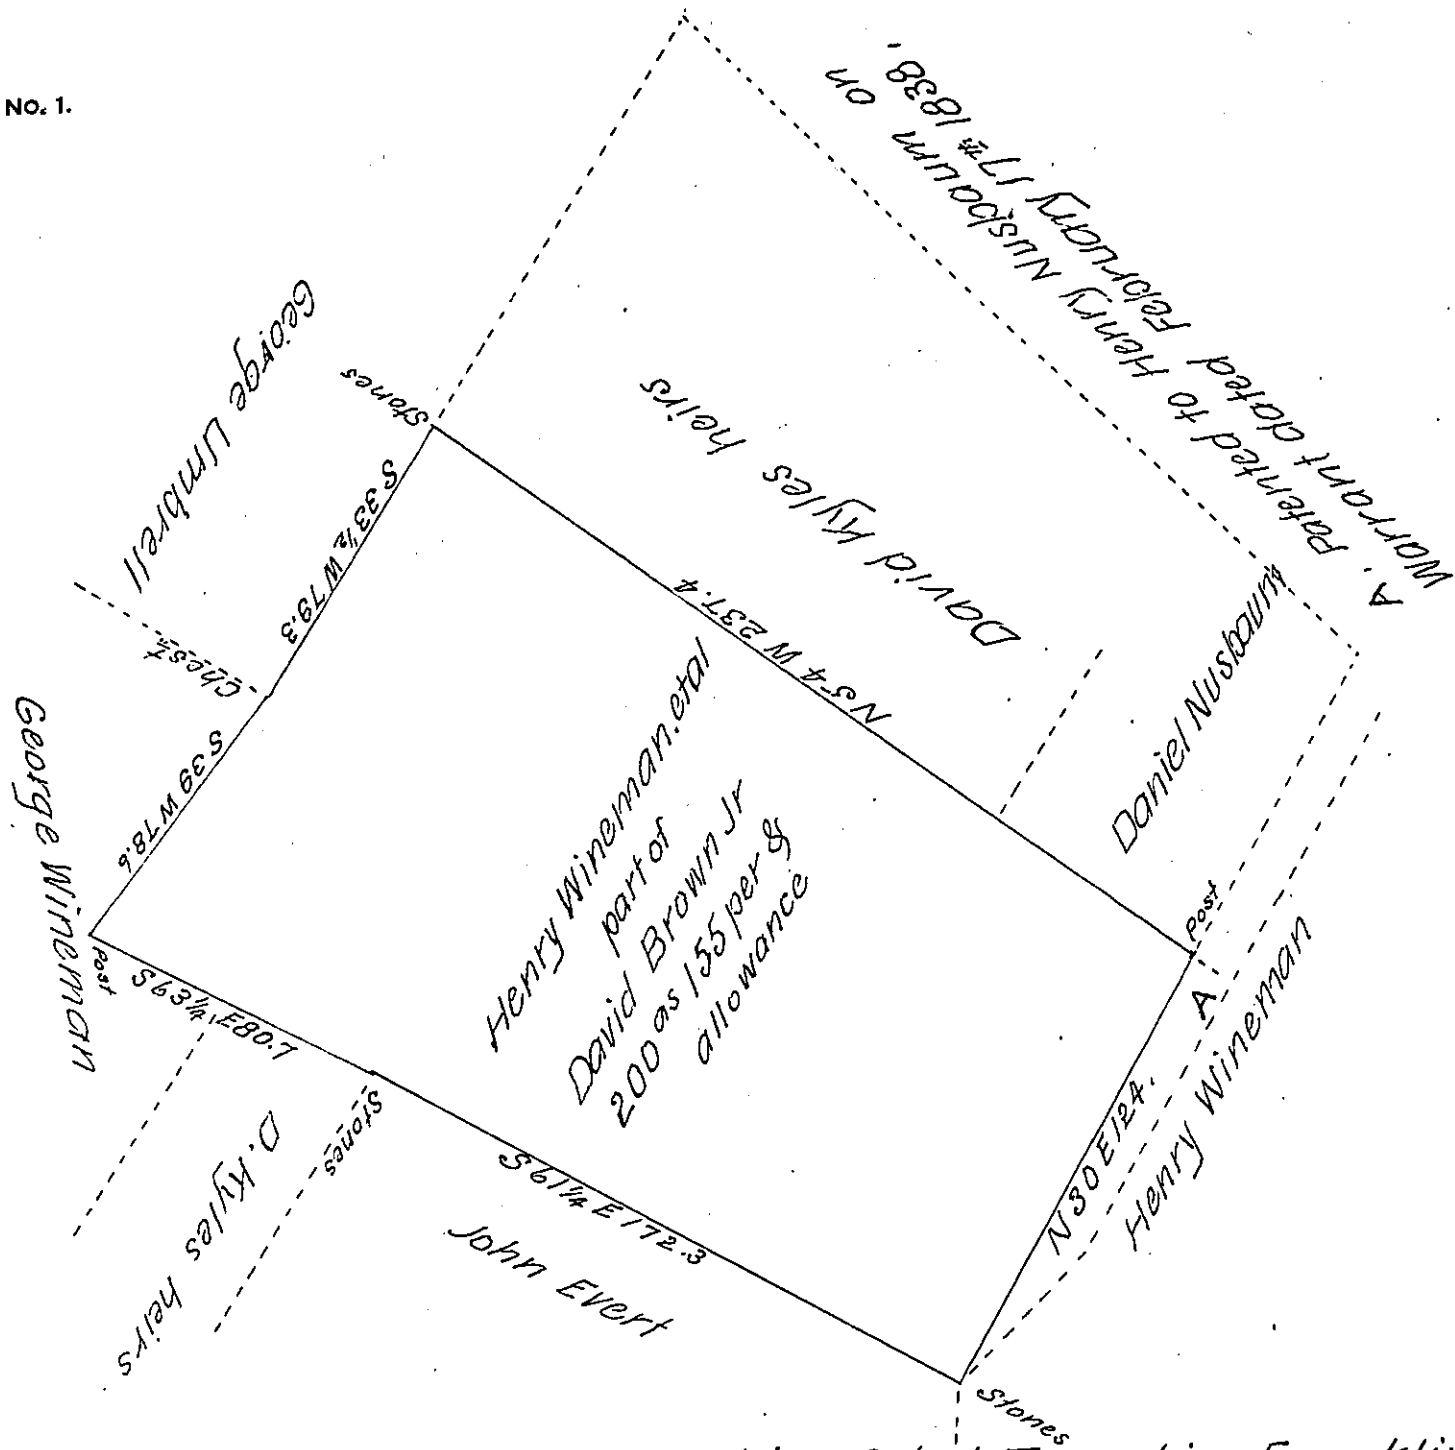 NO. 1.
A. Patented to Henry Nusbaum on
Warrant dated February 17th 1838.
George Umbrell
Stones
David Kyles heirs
S 33½ W 79.3
N 54 W 237.4
Daniel Nusbaum
Chest.
S 39 W 78.6
George Wineman
Post
Henry Wineman. etal
part of
David Brown Jr
200 as 155 per &
allowance
Post
A
Henry Wineman
S 63¼ E 80.7
N 30 E 124.
Stones
D. Kyles heirs
S 61¼ E 172.3
John Evert
Stones